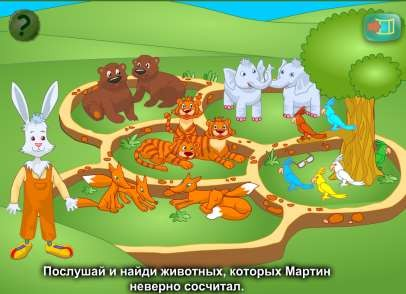 ?
Послушай и найди животных, которых Мартин
неверно сосчитал.